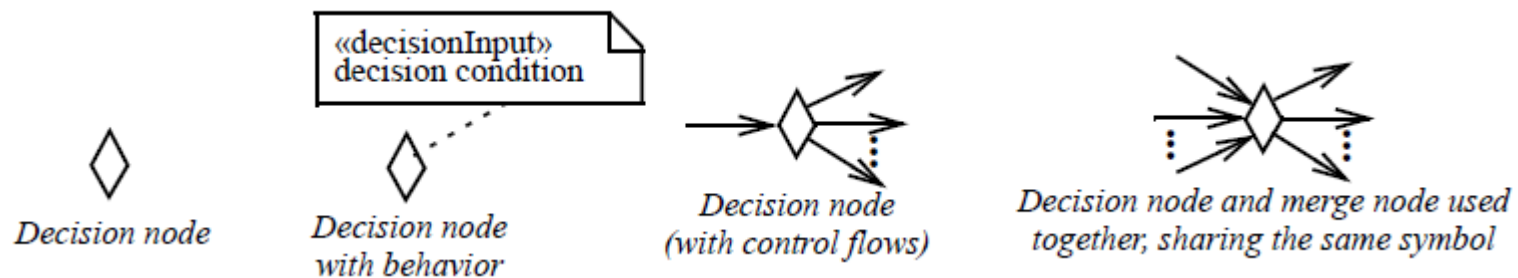 «decisionInput»
decision condition
Decision node
Decision node
with behavior
Decision node
(with control flows)
Decision node and merge node used
together, sharing the same symbol